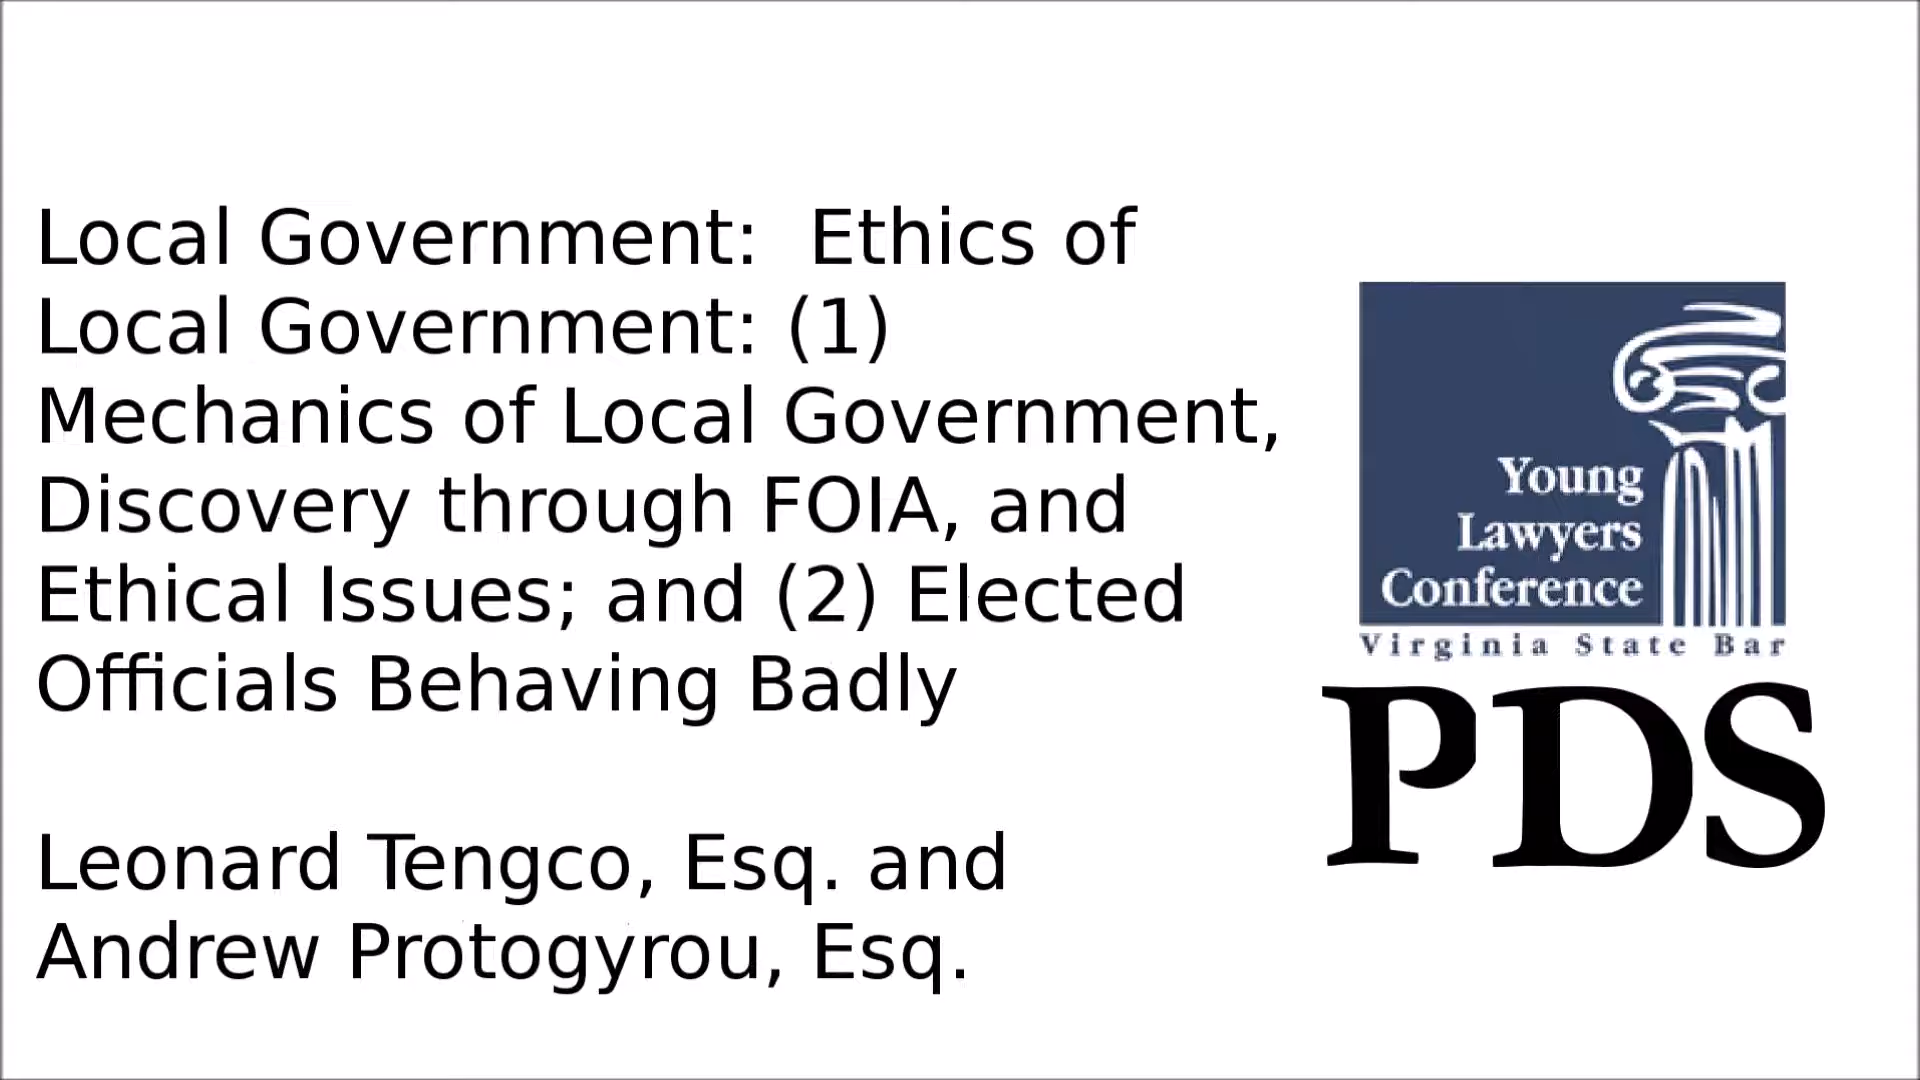 Local Government:  Ethics of
Local Government: (1)
Mechanics of Local Government,
Discovery through FOIA, and
Ethical Issues; and (2) Elected
Officials Behaving Badly
Leonard Tengco, Esq. and
Andrew Protogyrou, Esq.
Young
Lawyers
Conference
Virginia State Bar
PDS